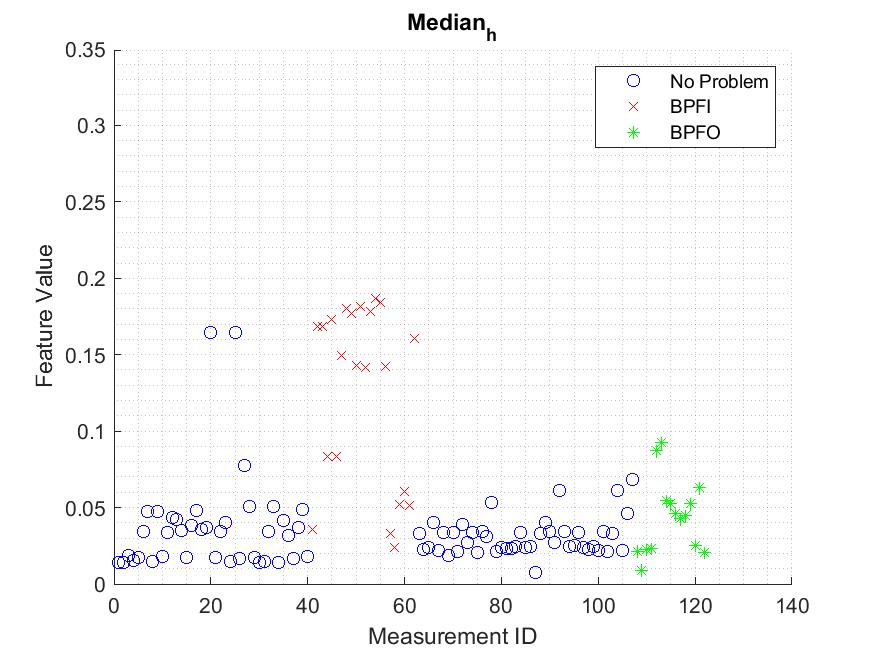 Median_h
0.35
0.3
0.25
0.2
0.15
0.1
0.05
0
Feature Value
No Problem
BPFI
BPFO
0 20 40 60 80 100 120 140
Measurement ID